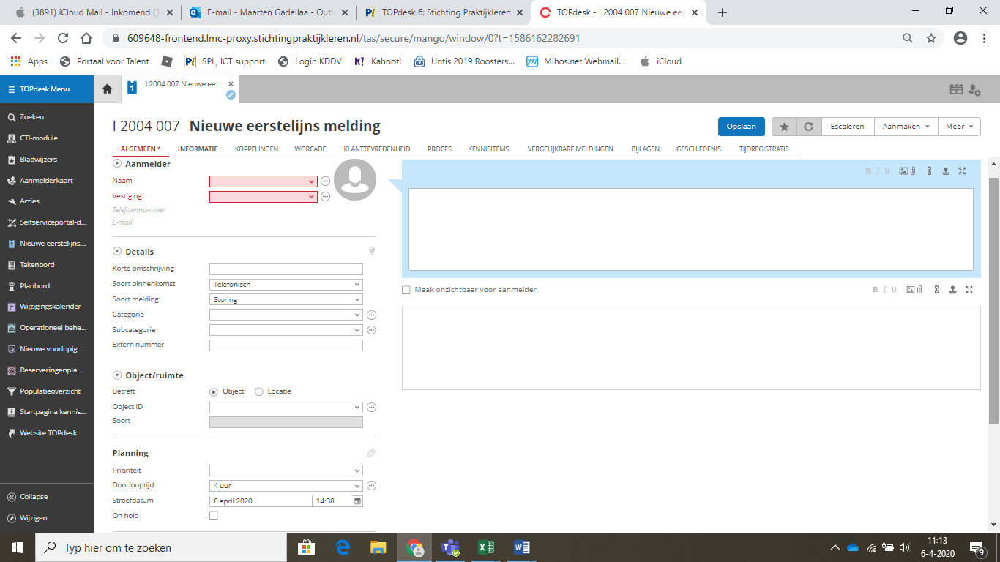 (3891) iCloud Mail - Inkomend (1
E-mail - Maarten Gadellaa - Outl
TOPdesk 6: Stichting Praktijkleren
TOPdesk - I 2004 007 Nieuwe eer
609648-frontend.lmc-proxy.stichtingpraktijkleren.nl/tas/secure/mango/window/0?t=1586162282691
Apps
Portaal voor Talent
SPL, ICT support
Login KDDV
Kahoot!
Untis 2019 Roosters...
Mihos.net Webmail...
iCloud
TOPdesk Menu
1
I 2004 007 Nieuwe ee...
Zoeken
CTI-module
Bladwijzers
Aanmelderkaart
Acties
Selfserviceportal-d...
Nieuwe eerstelijns...
Takenbord
Planbord
Wijzigingskalender
Operationeel behe...
Nieuwe voorlopig...
Reserveringenpla...
Populatieoverzicht
Startpagina kennis...
Website TOPdesk
Collapse
Wijzigen
I 2004 007 Nieuwe eerstelijns melding
Opslaan
Escaleren
Aanmaken
Meer
ALGEMEEN *
INFORMATIE
KOPPELINGEN
WORCADE
KLANTTEVREDENHEID
PROCES
KENNISITEMS
VERGELIJKBARE MELDINGEN
BIJLAGEN
GESCHIEDENIS
TIJDREGISTRATIE
Aanmelder
Naam
Vestiging
Telefoonnummer
E-mail
Details
Korte omschrijving
Soort binnenkomst Telefonisch
Soort melding Storing
Categorie
Subcategorie
Extern nummer
Object/ruimte
Betreft Object Locatie
Object ID
Soort
Planning
Prioriteit
Doorlooptijd 4 uur
Streefdatum 6 april 2020 14:38
On hold
B I U
Maak onzichtbaar voor aanmelder
B I U
Typ hier om te zoeken
11:13
6-4-2020
9